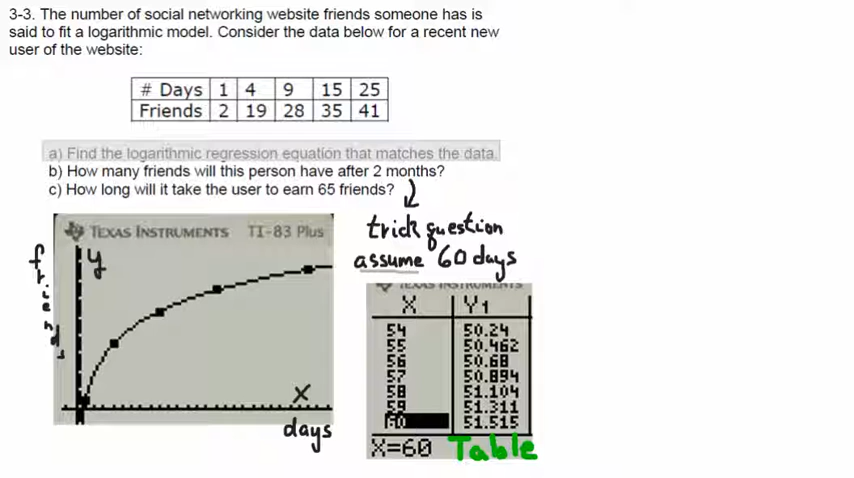 3-3. The number of social networking website friends someone has is
said to fit a logarithmic model. Consider the data below for a recent new
user of the website:
# Days 1 4 9 15 25
Friends 2 19 28 35 41
a) Find the logarithmic regression equation that matches the data.
b) How many friends will this person have after 2 months?
c) How long will it take the user to earn 65 friends?
trick question
assume 60 days
TEXAS INSTRUMENTS TI-83 Plus
y
x
days
TEXAS INSTRUMENTS
X Y1
54 50.24
55 50.462
56 50.68
57 50.894
58 51.104
59 51.311
60 51.515
X=60 Table